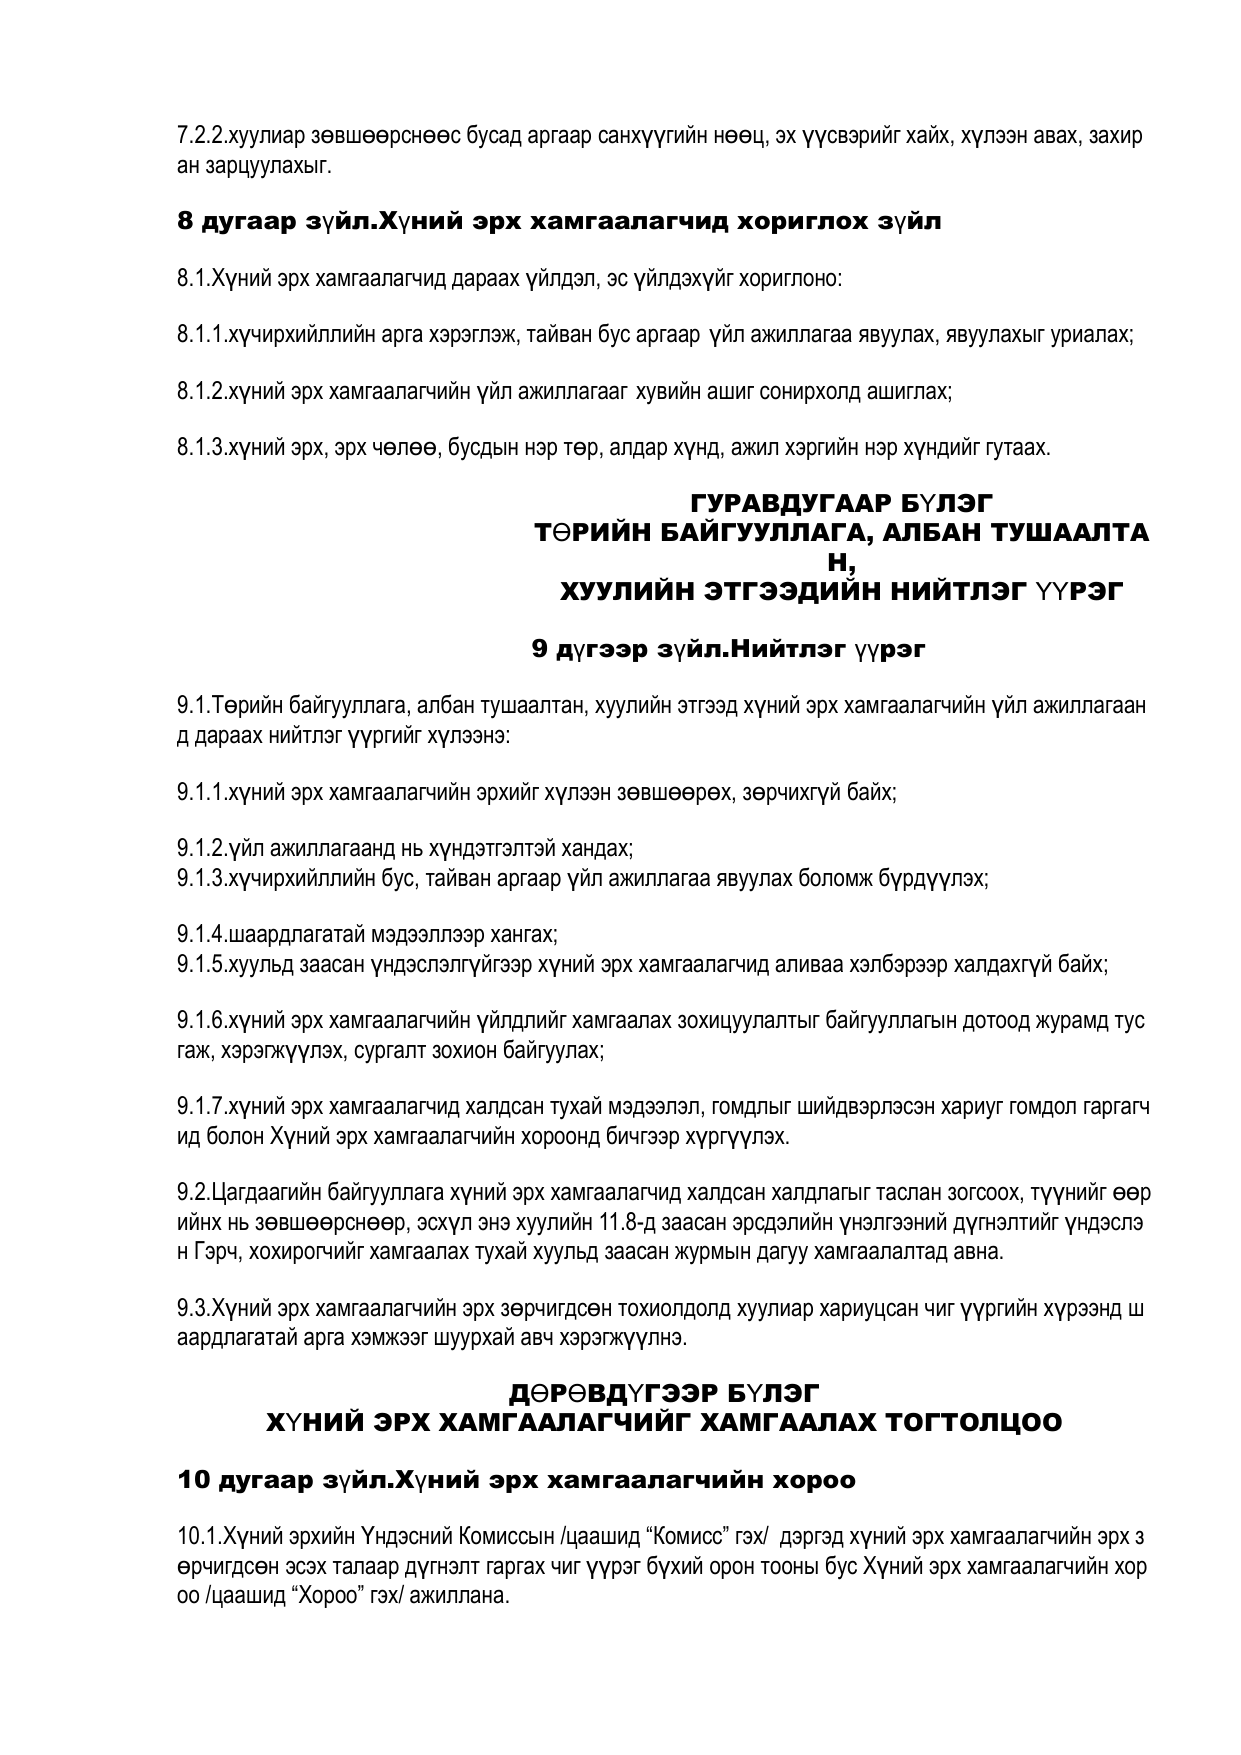 7.2.2.хуулиар зөвшөөрснөөс бусад аргаар санхүүгийн нөөц, эх үүсвэрийг хайх, хүлээн авах, захир
ан зарцуулахыг.
8 дугаар зүйл.Хүний эрх хамгаалагчид хориглох зүйл
8.1.Хүний эрх хамгаалагчид дараах үйлдэл, эс үйлдэхүйг хориглоно:
8.1.1.хүчирхийллийн арга хэрэглэж, тайван бус аргаар үйл ажиллагаа явуулах, явуулахыг уриалах;
8.1.2.хүний эрх хамгаалагчийн үйл ажиллагааг хувийн ашиг сонирхолд ашиглах;
8.1.3.хүний эрх, эрх чөлөө, бусдын нэр төр, алдар хүнд, ажил хэргийн нэр хүндийг гутаах.
ГУРАВДУГААР БҮЛЭГ
ТӨРИЙН БАЙГУУЛЛАГА, АЛБАН ТУШААЛТА
Н,
ХУУЛИЙН ЭТГЭЭДИЙН НИЙТЛЭГ ҮҮРЭГ
9 дүгээр зүйл.Нийтлэг үүрэг
9.1.Төрийн байгууллага, албан тушаалтан, хуулийн этгээд хүний эрх хамгаалагчийн үйл ажиллагаан
д дараах нийтлэг үүргийг хүлээнэ:
9.1.1.хүний эрх хамгаалагчийн эрхийг хүлээн зөвшөөрөх, зөрчихгүй байх;
9.1.2.үйл ажиллагаанд нь хүндэтгэлтэй хандах;
9.1.3.хүчирхийллийн бус, тайван аргаар үйл ажиллагаа явуулах боломж бүрдүүлэх;
9.1.4.шаардлагатай мэдээллээр хангах;
9.1.5.хуульд заасан үндэслэлгүйгээр хүний эрх хамгаалагчид аливаа хэлбэрээр халдахгүй байх;
9.1.6.хүний эрх хамгаалагчийн үйлдлийг хамгаалах зохицуулалтыг байгууллагын дотоод журамд тус
гаж, хэрэгжүүлэх, сургалт зохион байгуулах;
9.1.7.хүний эрх хамгаалагчид халдсан тухай мэдээлэл, гомдлыг шийдвэрлэсэн хариуг гомдол гаргагч
ид болон Хүний эрх хамгаалагчийн хороонд бичгээр хүргүүлэх.
9.2.Цагдаагийн байгууллага хүний эрх хамгаалагчид халдсан халдлагыг таслан зогсоох, түүнийг өөр
ийнх нь зөвшөөрснөөр, эсхүл энэ хуулийн 11.8-д заасан эрсдэлийн үнэлгээний дүгнэлтийг үндэслэ
н Гэрч, хохирогчийг хамгаалах тухай хуульд заасан журмын дагуу хамгаалалтад авна.
9.3.Хүний эрх хамгаалагчийн эрх зөрчигдсөн тохиолдолд хуулиар хариуцсан чиг үүргийн хүрээнд ш
аардлагатай арга хэмжээг шуурхай авч хэрэгжүүлнэ.
ДӨРӨВДҮГЭЭР БҮЛЭГ
ХҮНИЙ ЭРХ ХАМГААЛАГЧИЙГ ХАМГААЛАХ ТОГТОЛЦОО
10 дугаар зүйл.Хүний эрх хамгаалагчийн хороо
10.1.Хүний эрхийн Үндэсний Комиссын /цаашид “Комисс” гэх/ дэргэд хүний эрх хамгаалагчийн эрх з
өрчигдсөн эсэх талаар дүгнэлт гаргах чиг үүрэг бүхий орон тооны бус Хүний эрх хамгаалагчийн хор
оо /цаашид “Хороо” гэх/ ажиллана.